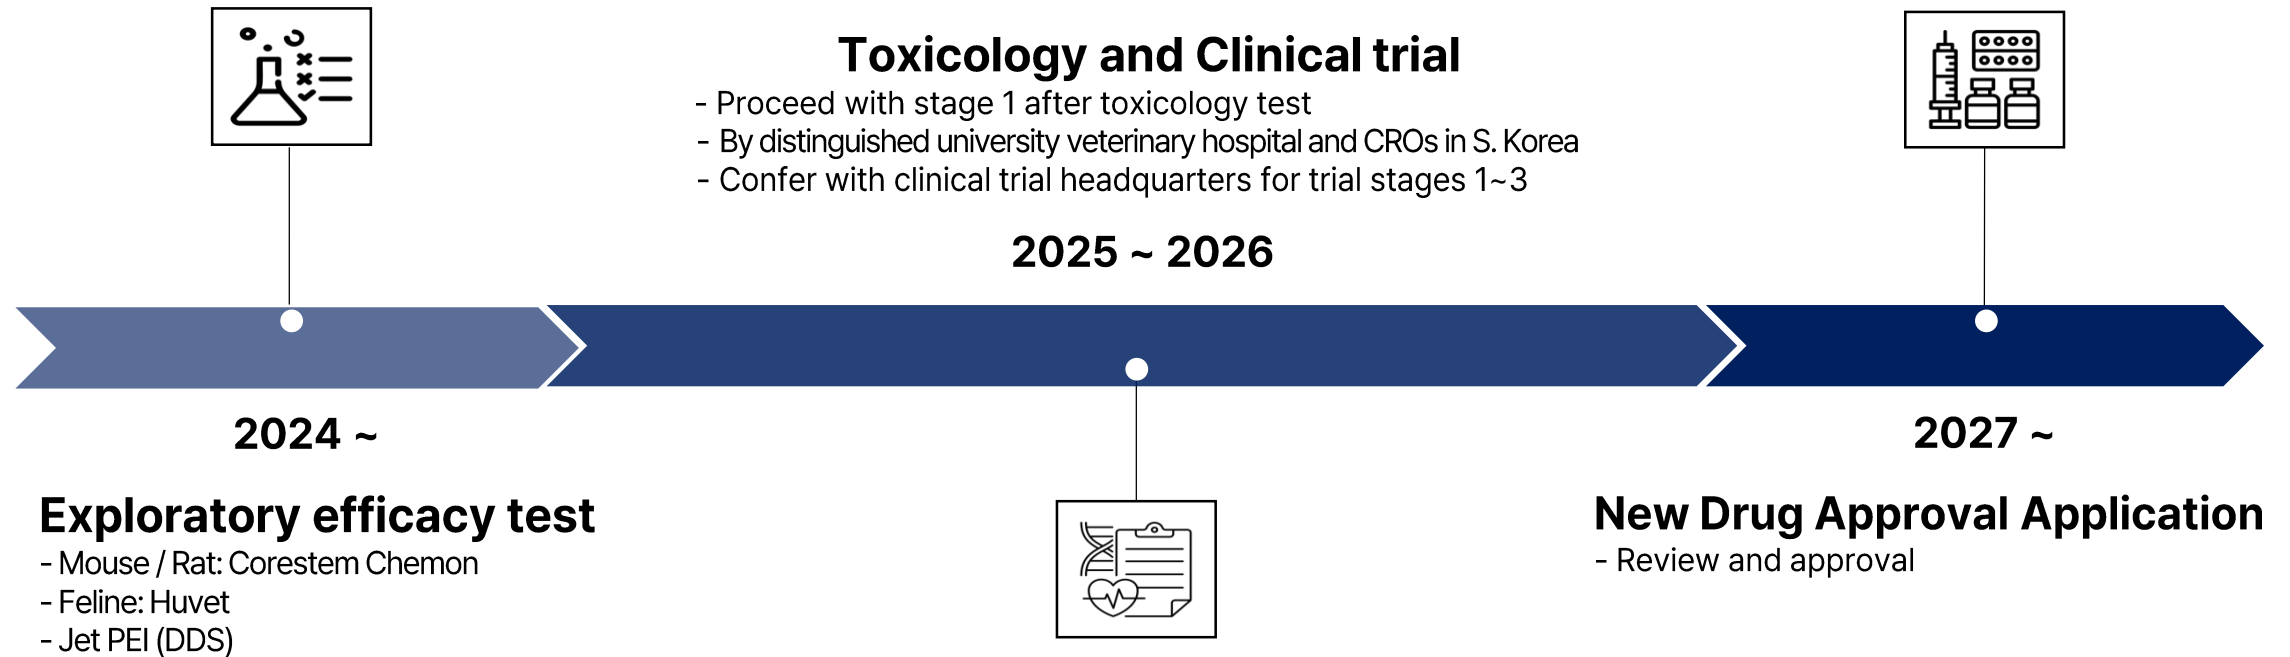 Toxicology and Clinical trial
- Proceed with stage 1 after toxicology test
- By distinguished university veterinary hospital and CROs in S. Korea
- Confer with clinical trial headquarters for trial stages 1~3
2025 ~ 2026
2024 ~
Exploratory efficacy test
- Mouse / Rat: Corestem Chemon
- Feline: Huvet
- Jet PEI (DDS)
2027 ~
New Drug Approval Application
- Review and approval